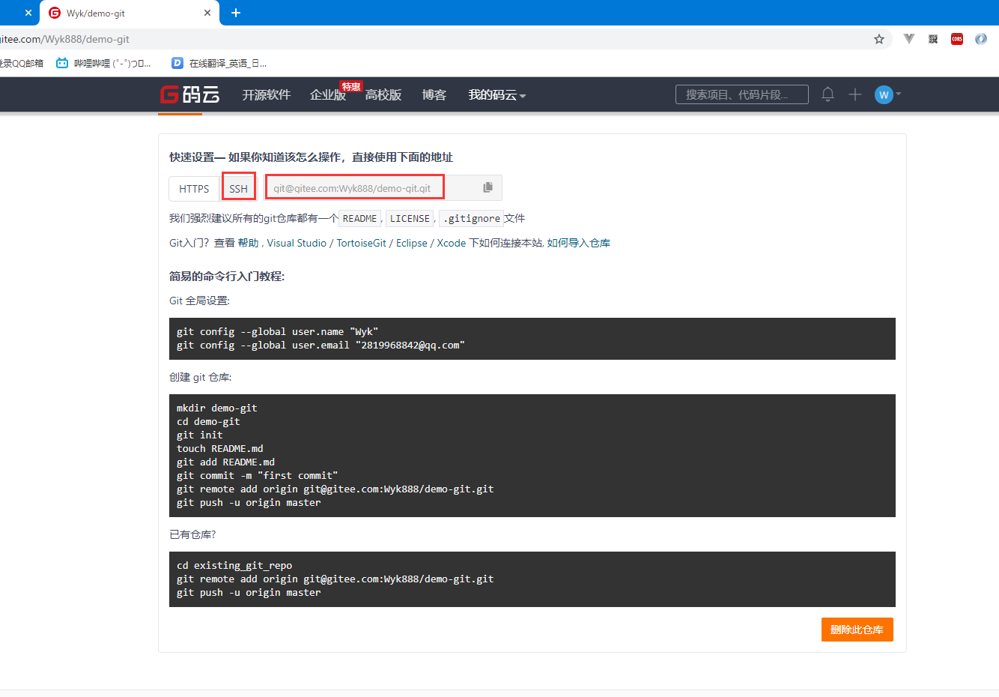 Wyk/demo-git
gitee.com/Wyk888/demo-git
登录QQ邮箱
哔哩哔哩 (゜-゜)つロ...
D
在线翻译_英语_日...
CORS
G码云
开源软件
企业版
特惠
高校版
博客
我的码云
搜索项目、代码片段...
W
快速设置— 如果你知道该怎么操作，直接使用下面的地址
HTTPS
SSH
git@gitee.com:Wyk888/demo-git.git
我们强烈建议所有的git仓库都有一个 README, LICENSE, .gitignore 文件
Git入门？查看 帮助 , Visual Studio / TortoiseGit / Eclipse / Xcode 下如何连接本站, 如何导入仓库
简易的命令行入门教程:
Git 全局设置:
git config --global user.name "Wyk"
git config --global user.email "2819968842@qq.com"
创建 git 仓库:
mkdir demo-git
cd demo-git
git init
touch README.md
git add README.md
git commit -m "first commit"
git remote add origin git@gitee.com:Wyk888/demo-git.git
git push -u origin master
已有仓库?
cd existing_git_repo
git remote add origin git@gitee.com:Wyk888/demo-git.git
git push -u origin master
删除此仓库